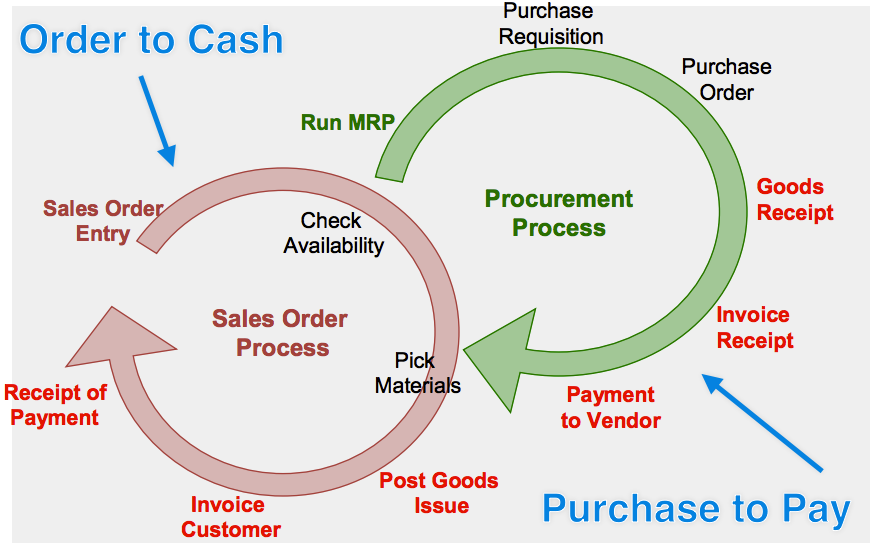 Order to Cash
Purchase
Requisition
Purchase
Order
Run MRP
Goods
Receipt
Procurement
Process
Sales Order
Entry
Check
Availability
Invoice
Receipt
Sales Order
Process
Pick
Materials
Payment
to Vendor
Receipt of
Payment
Post Goods
Issue
Invoice
Customer
Purchase to Pay